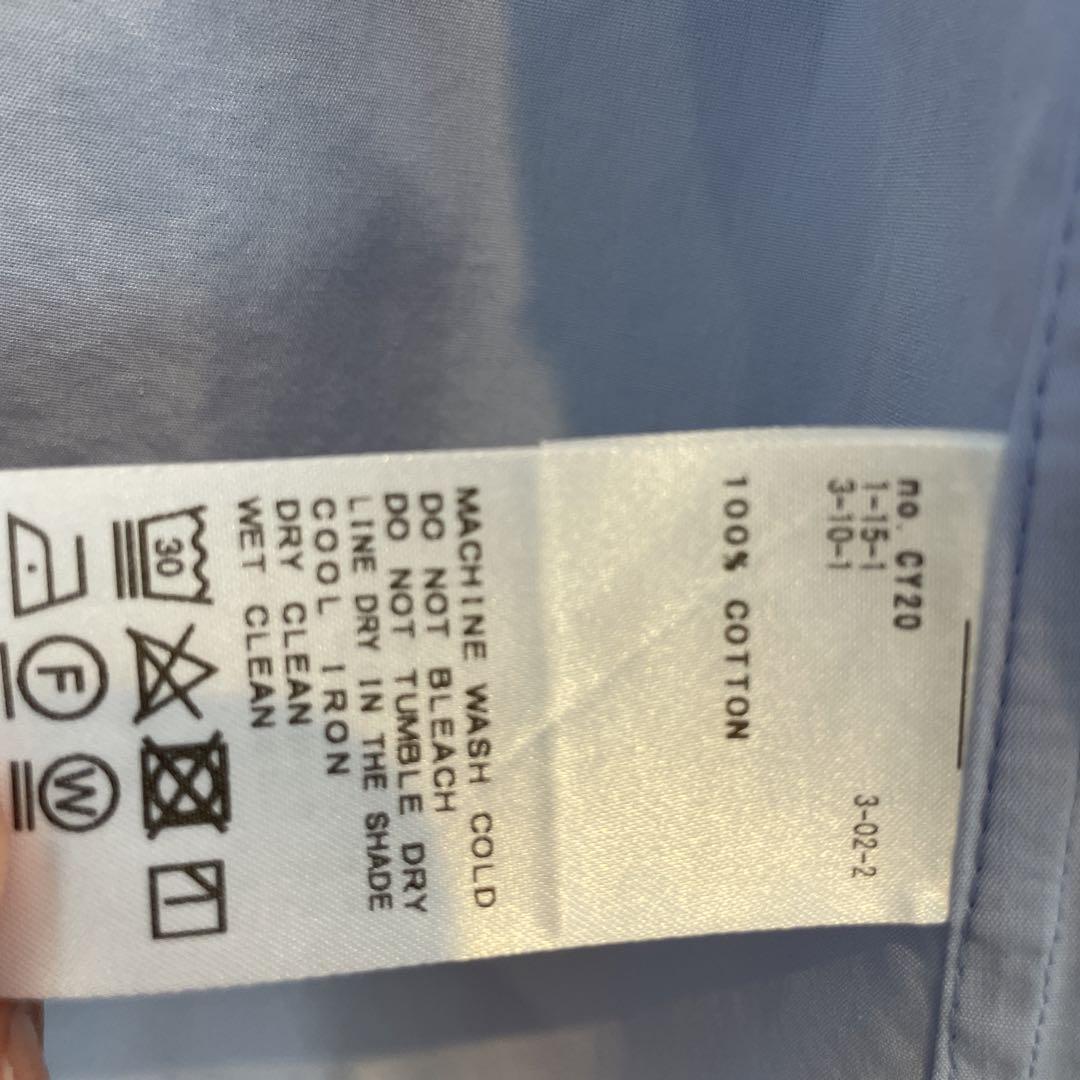 no. CY20
1-15-1
3-10-1
3-02-2
100% COTTON
MACHINE WASH COLD
DO NOT BLEACH
DO NOT TUMBLE DRY
LINE DRY IN THE SHADE
COOL IRON
DRY CLEAN
WET CLEAN
30
F
W